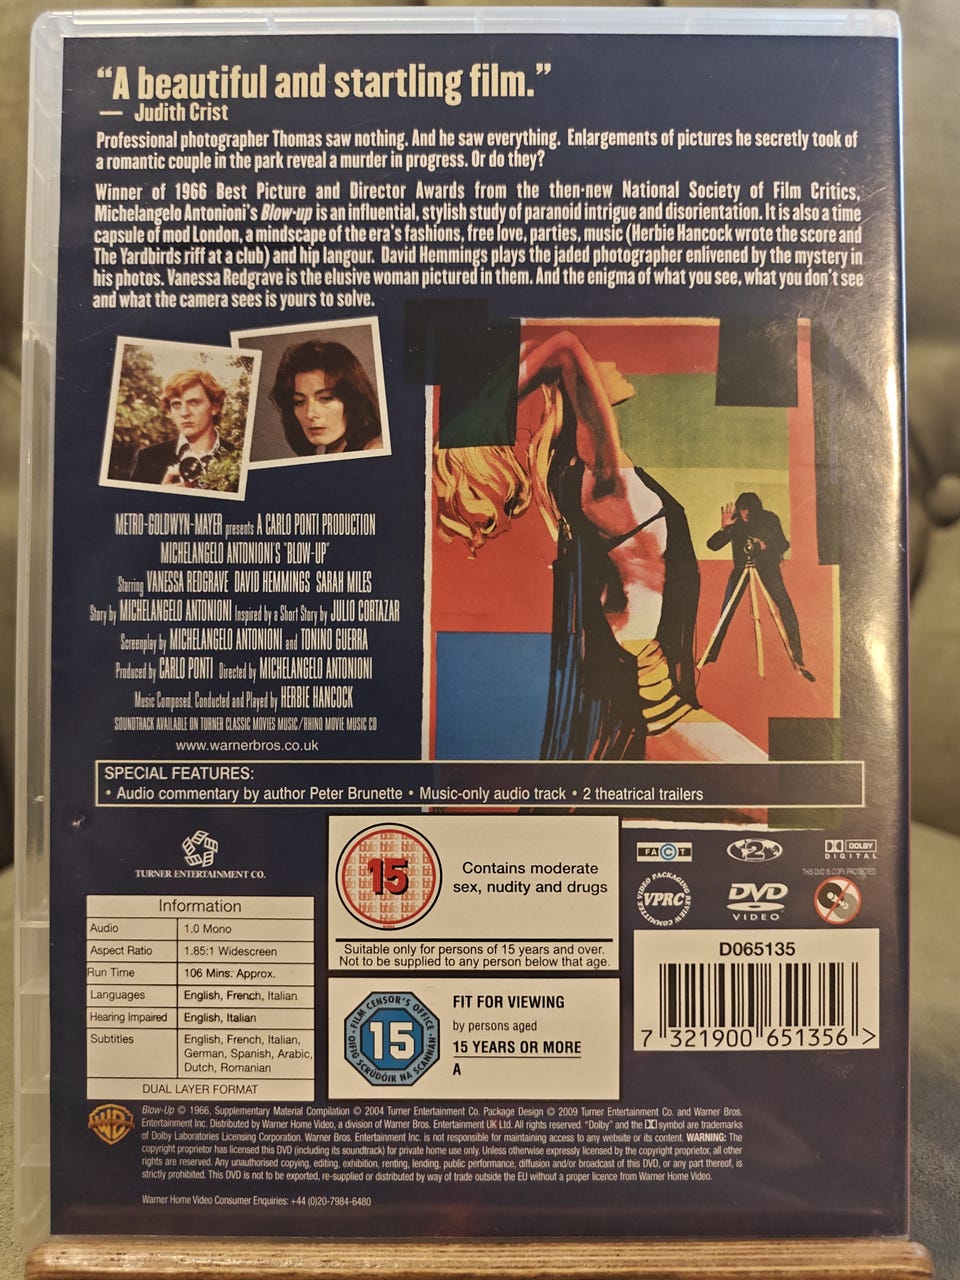 “A beautiful and startling film.”
— Judith Crist
Professional photographer Thomas saw nothing. And he saw everything. Enlargements of pictures he secretly took of
a romantic couple in the park reveal a murder in progress. Or do they?
Winner of 1966 Best Picture and Director Awards from the then-new National Society of Film Critics,
Michelangelo Antonioni's Blow-up is an influential, stylish study of paranoid intrigue and disorientation. It is also a time
capsule of mod London, a mindscape of the era's fashions, free love, parties, music (Herbie Hancock wrote the score and
The Yardbirds riff at a club) and hip langour. David Hemmings plays the jaded photographer enlivened by the mystery in
his photos. Vanessa Redgrave is the elusive woman pictured in them. And the enigma of what you see, what you don't see
and what the camera sees is yours to solve.
METRO-GOLDWYN-MAYER presents A CARLO PONTI PRODUCTION
MICHELANGELO ANTONIONI'S "BLOW-UP"
Starring VANESSA REDGRAVE DAVID HEMMINGS SARAH MILES
Story by MICHELANGELO ANTONIONI Inspired by a Short Story by JULIO CORTAZAR
Screenplay by MICHELANGELO ANTONIONI and TONINO GUERRA
Produced by CARLO PONTI Directed by MICHELANGELO ANTONIONI
Music Composed, Conducted and Played by HERBIE HANCOCK
SOUNDTRACK AVAILABLE ON TURNER CLASSIC MOVIES MUSIC/RHINO MOVIE MUSIC CD
www.warnerbros.co.uk
SPECIAL FEATURES:
• Audio commentary by author Peter Brunette • Music-only audio track • 2 theatrical trailers
TURNER ENTERTAINMENT CO.
Information
Audio 1.0 Mono
Aspect Ratio 1.85:1 Widescreen
Run Time 106 Mins. Approx.
Languages English, French, Italian
Hearing Impaired English, Italian
Subtitles English, French, Italian,
German, Spanish, Arabic,
Dutch, Romanian
DUAL LAYER FORMAT
15
Contains moderate
sex, nudity and drugs
Suitable only for persons of 15 years and over.
Not to be supplied to any person below that age.
FILM CENSOR'S OFFICE
15
OIFIG SCRÚDÓIR NA SCANNÁN
FIT FOR VIEWING
by persons aged
15 YEARS OR MORE
A
FACT
2
DOLBY
DIGITAL
THIS DVD IS COPY PROTECTED
VIDEO PACKAGING REVIEW COMMITTEE
VPRC
DVD
VIDEO
D065135
7 321900 651356 >
WB
Blow-Up © 1966, Supplementary Material Compilation © 2004 Turner Entertainment Co. Package Design © 2009 Turner Entertainment Co. and Warner Bros.
Entertainment Inc. Distributed by Warner Home Video, a division of Warner Bros. Entertainment UK Ltd. All rights reserved. "Dolby" and the symbol are trademarks
of Dolby Laboratories Licensing Corporation. Warner Bros. Entertainment Inc. is not responsible for maintaining access to any website or its content. WARNING: The
copyright proprietor has licensed this DVD (including its soundtrack) for private home use only. Unless otherwise expressly licensed by the copyright proprietor, all other
rights are reserved. Any unauthorised copying, editing, exhibition, renting, lending, public performance, diffusion and/or broadcast of this DVD, or any part thereof, is
strictly prohibited. This DVD is not to be exported, re-supplied or distributed by way of trade outside the EU without a proper licence from Warner Home Video.
Warner Home Video Consumer Enquiries: +44 (0)20-7984-6480